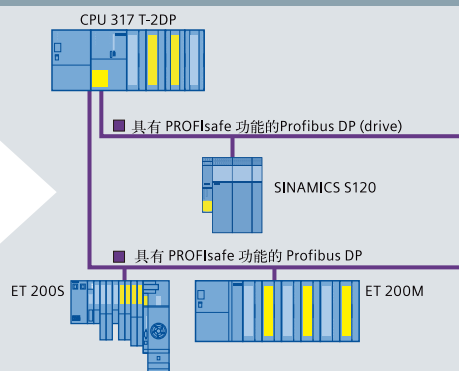 CPU 317 T-2DP
具有 PROFIsafe 功能的Profibus DP (drive)
SINAMICS S120
具有 PROFIsafe 功能的 Profibus DP
ET 200S
ET 200M